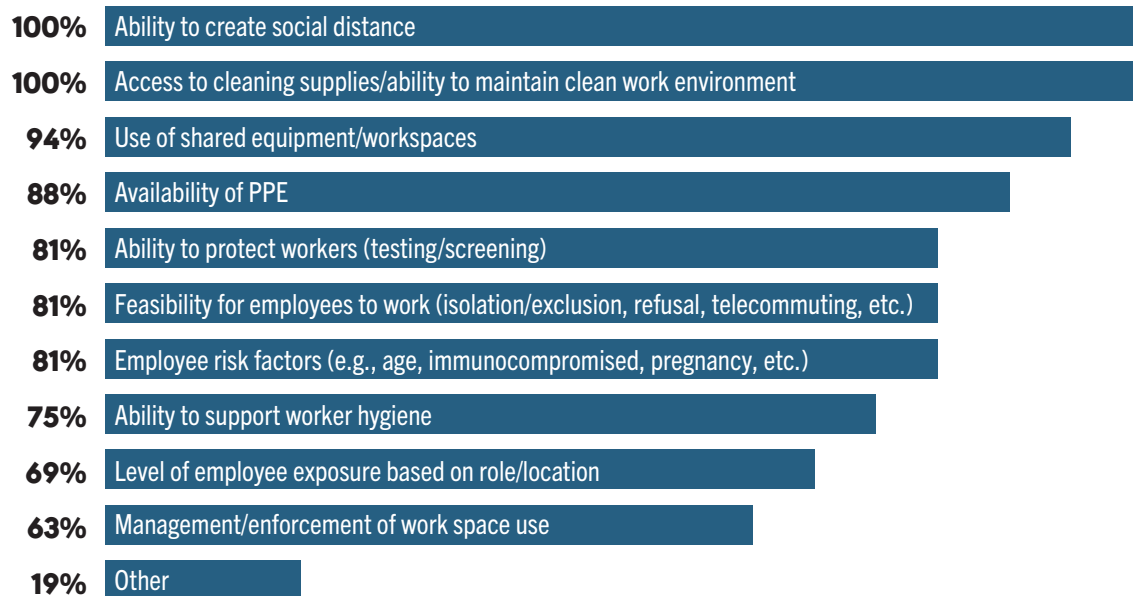 100% Ability to create social distance
100% Access to cleaning supplies/ability to maintain clean work environment
94% Use of shared equipment/workspaces
88% Availability of PPE
81% Ability to protect workers (testing/screening)
81% Feasibility for employees to work (isolation/exclusion, refusal, telecommuting, etc.)
81% Employee risk factors (e.g., age, immunocompromised, pregnancy, etc.)
75% Ability to support worker hygiene
69% Level of employee exposure based on role/location
63% Management/enforcement of work space use
19% Other